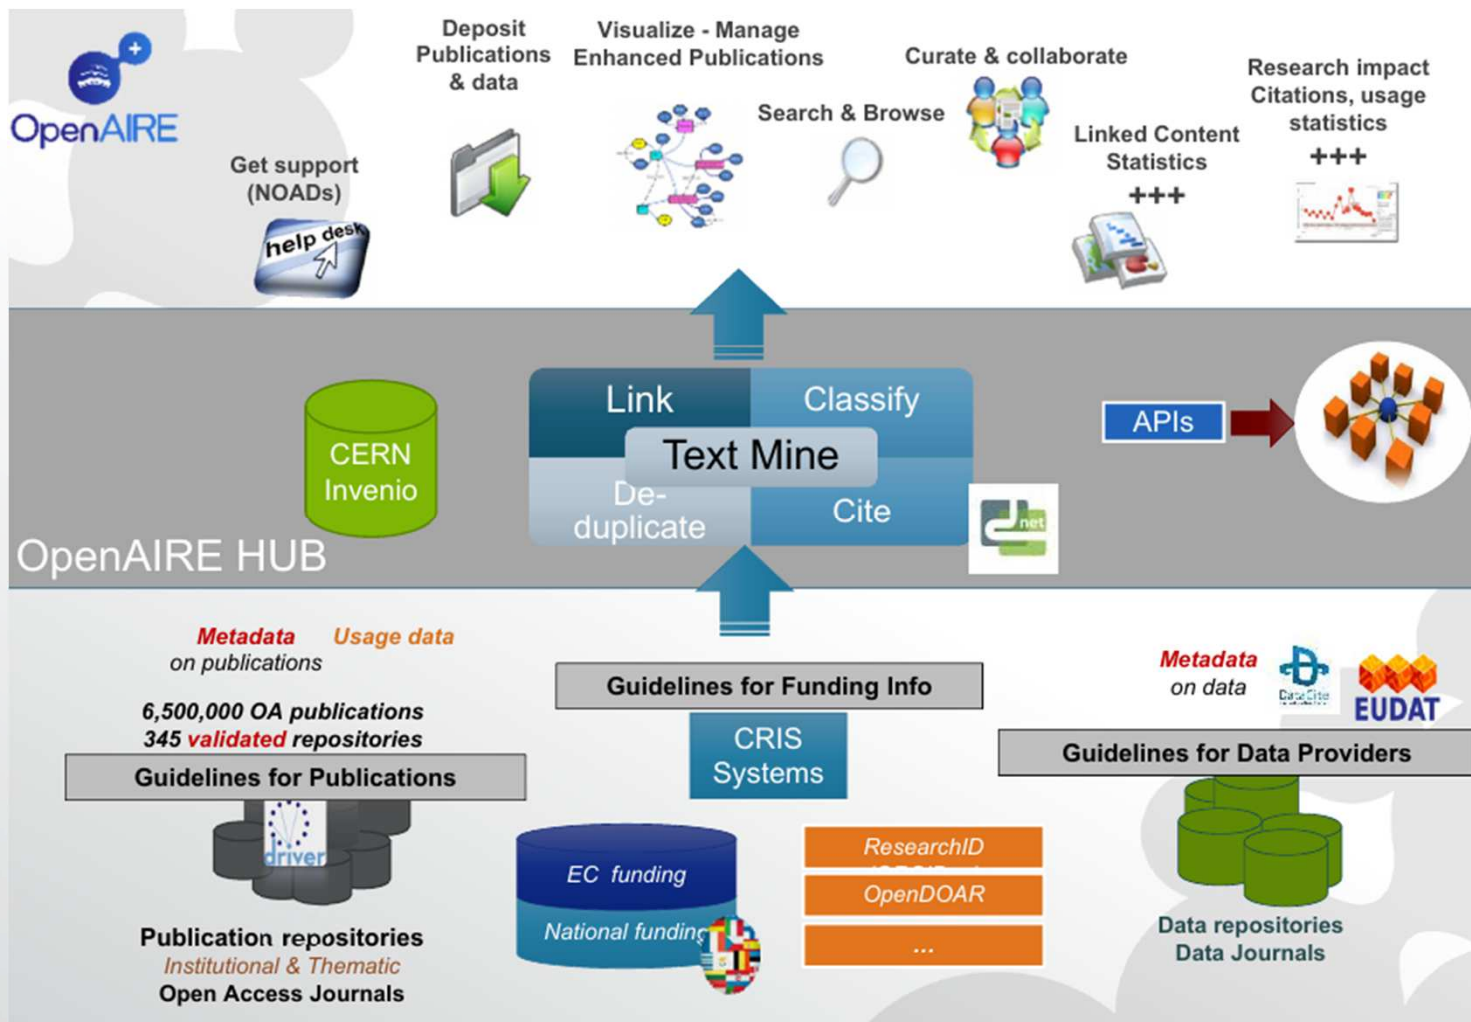 OpenAIRE
Get support
(NOADs)
help desk
Deposit
Publications
& data
Visualize - Manage
Enhanced Publications
Search & Browse
Curate & collaborate
Linked Content
Statistics
+++
Research impact
Citations, usage
statistics
+++
CERN
Invenio
OpenAIRE HUB
Link
Classify
Text Mine
De-
duplicate
Cite
net
APIs
Metadata
on publications
Usage data
6,500,000 OA publications
345 validated repositories
Guidelines for Publications
driver
Publication repositories
Institutional & Thematic
Open Access Journals
Guidelines for Funding Info
CRIS
Systems
EC funding
National funding
ResearchID
OpenDOAR
...
Metadata
on data
DataCite
EUDAT
Guidelines for Data Providers
Data repositories
Data Journals